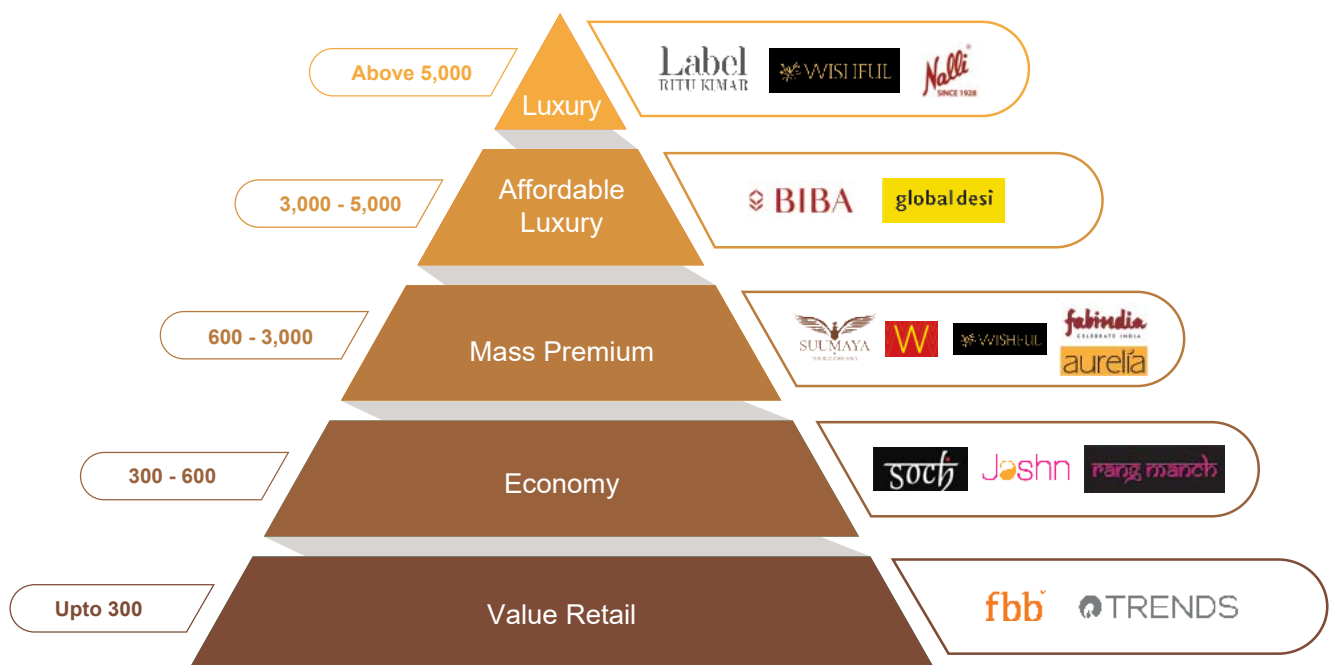 Above 5,000
Luxury
Label
RITU KUMAR
WISHFUL
Nalli
SINCE 1928
3,000 - 5,000
Affordable
Luxury
BIBA
global desi
600 - 3,000
Mass Premium
SUUMAYA
W
WISHFUL
fabindia
CELEBRATE INDIA
aurelia
300 - 600
Economy
soch
Jashn
rang manch
Upto 300
Value Retail
fbb
TRENDS